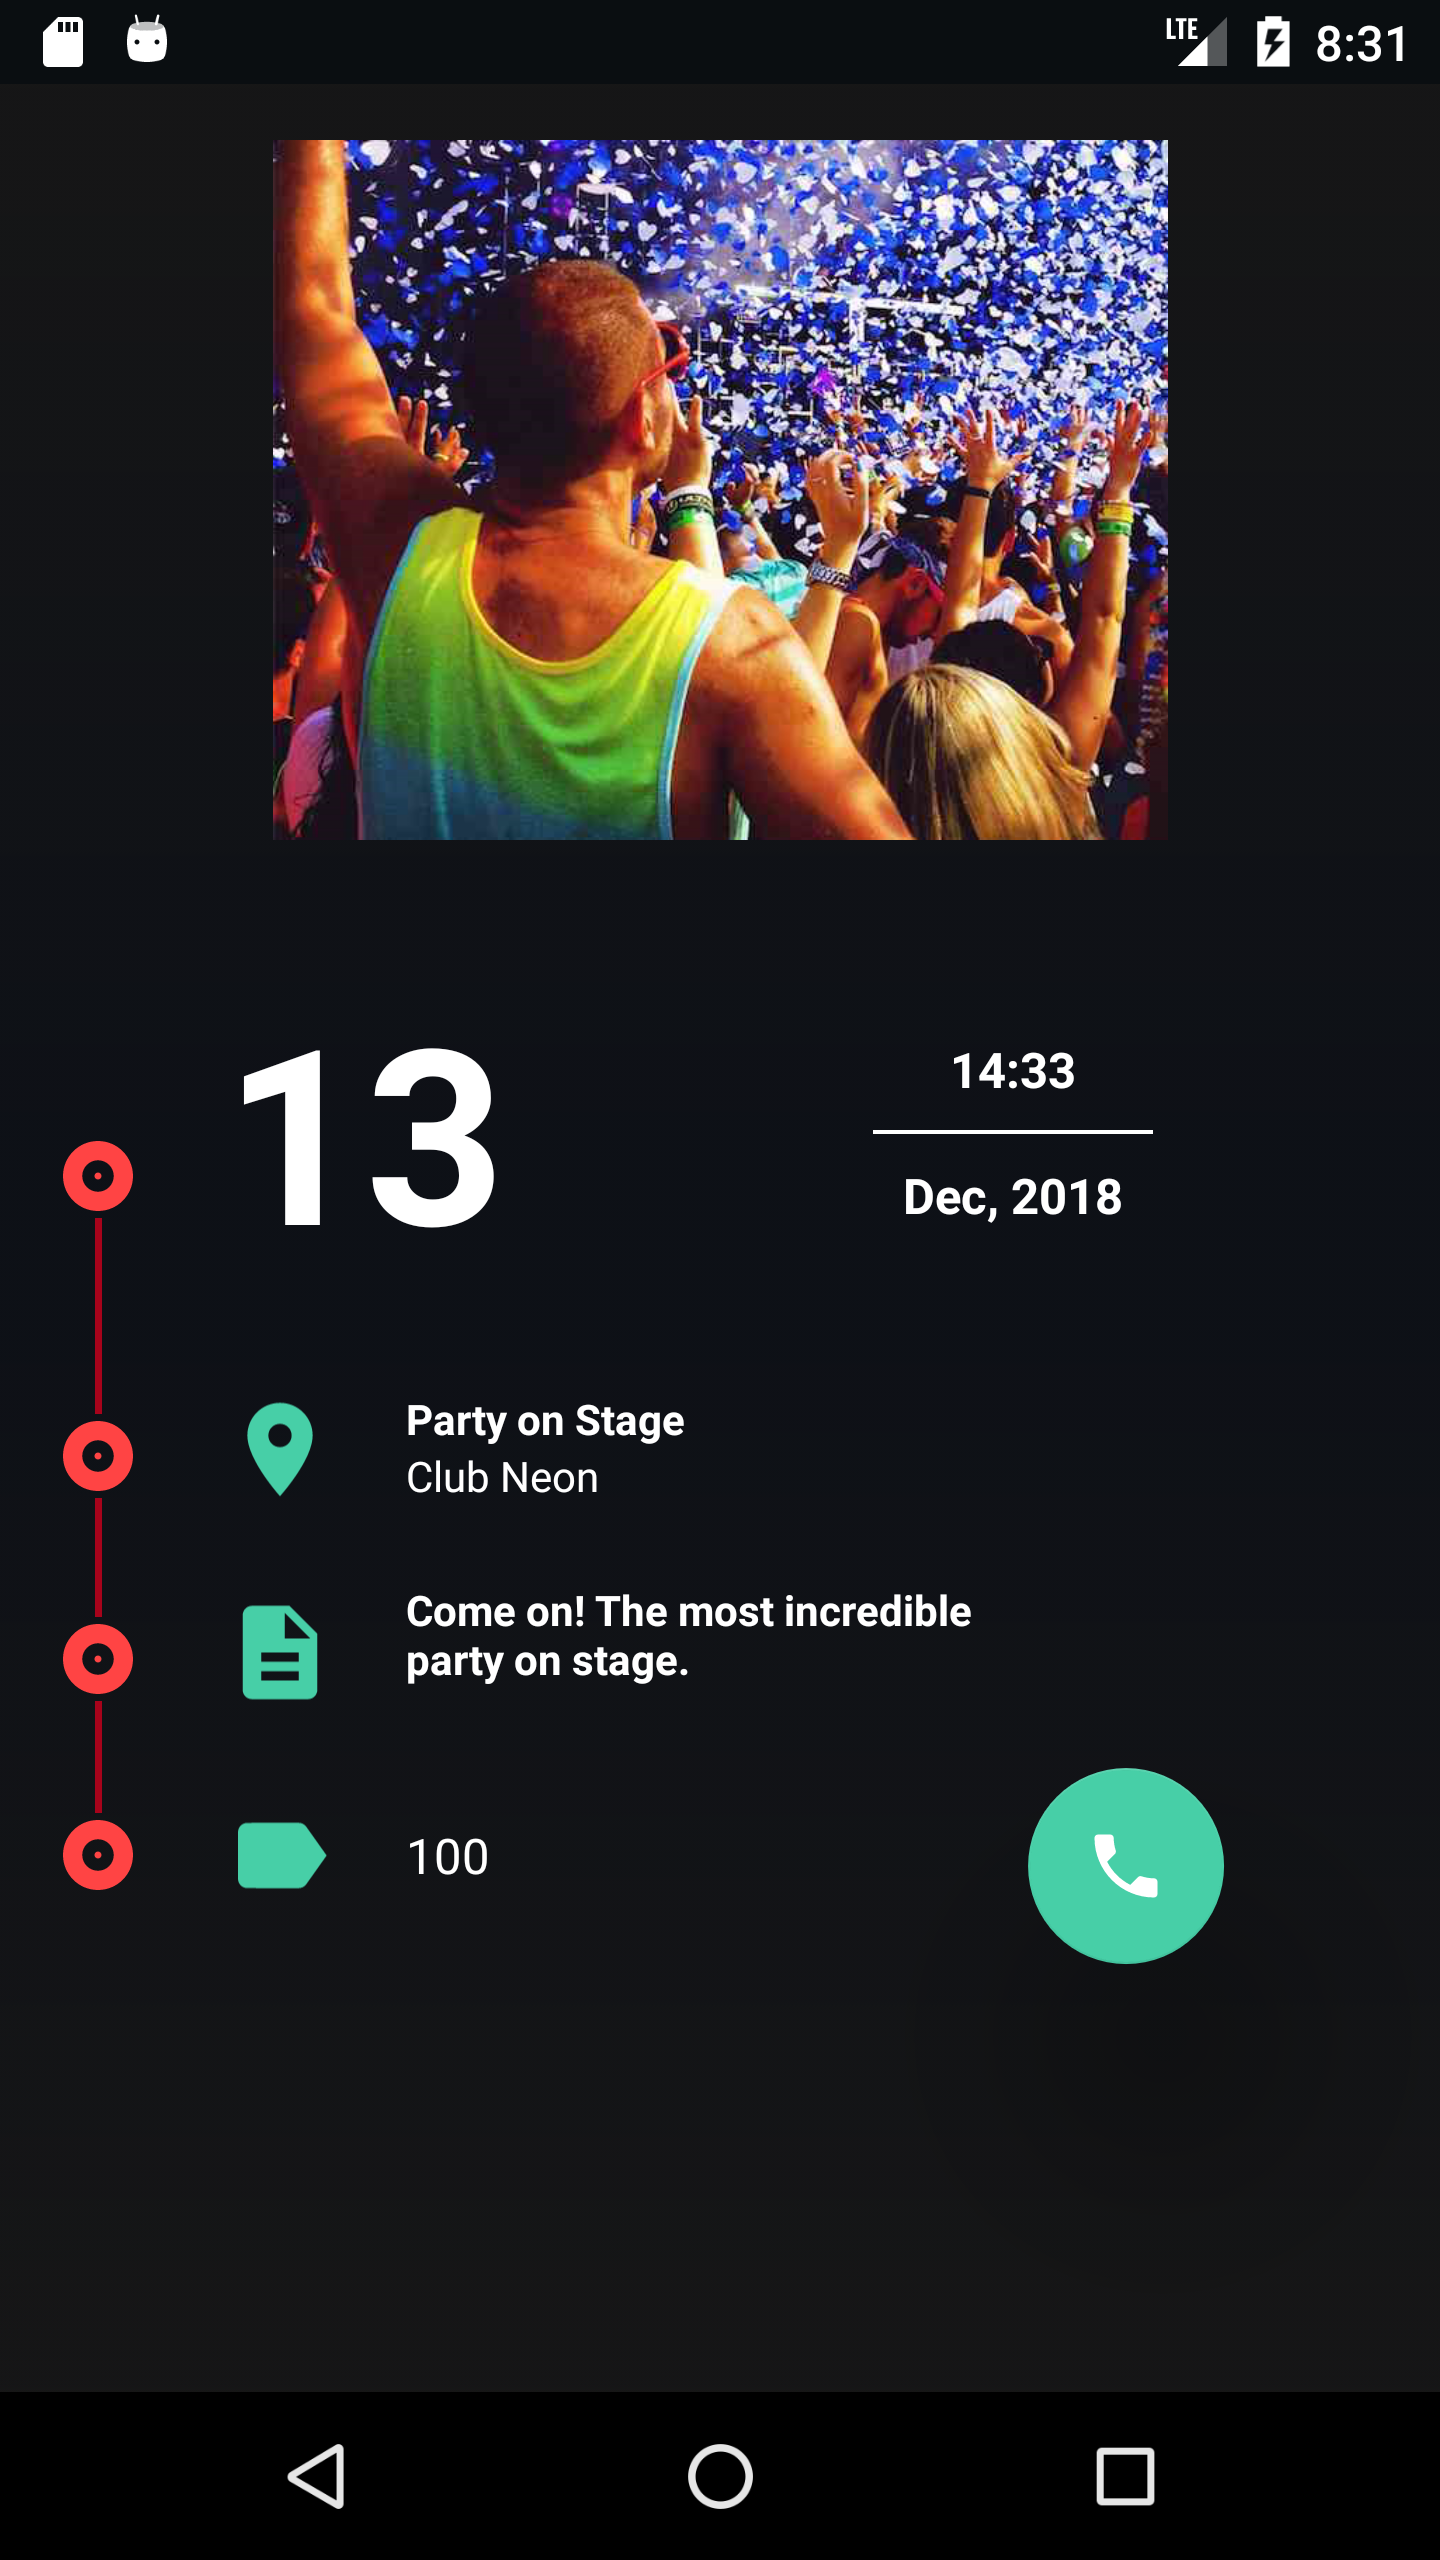 LTE 8:31
13
14:33
Dec, 2018
Party on Stage
Club Neon
Come on! The most incredible
party on stage.
100